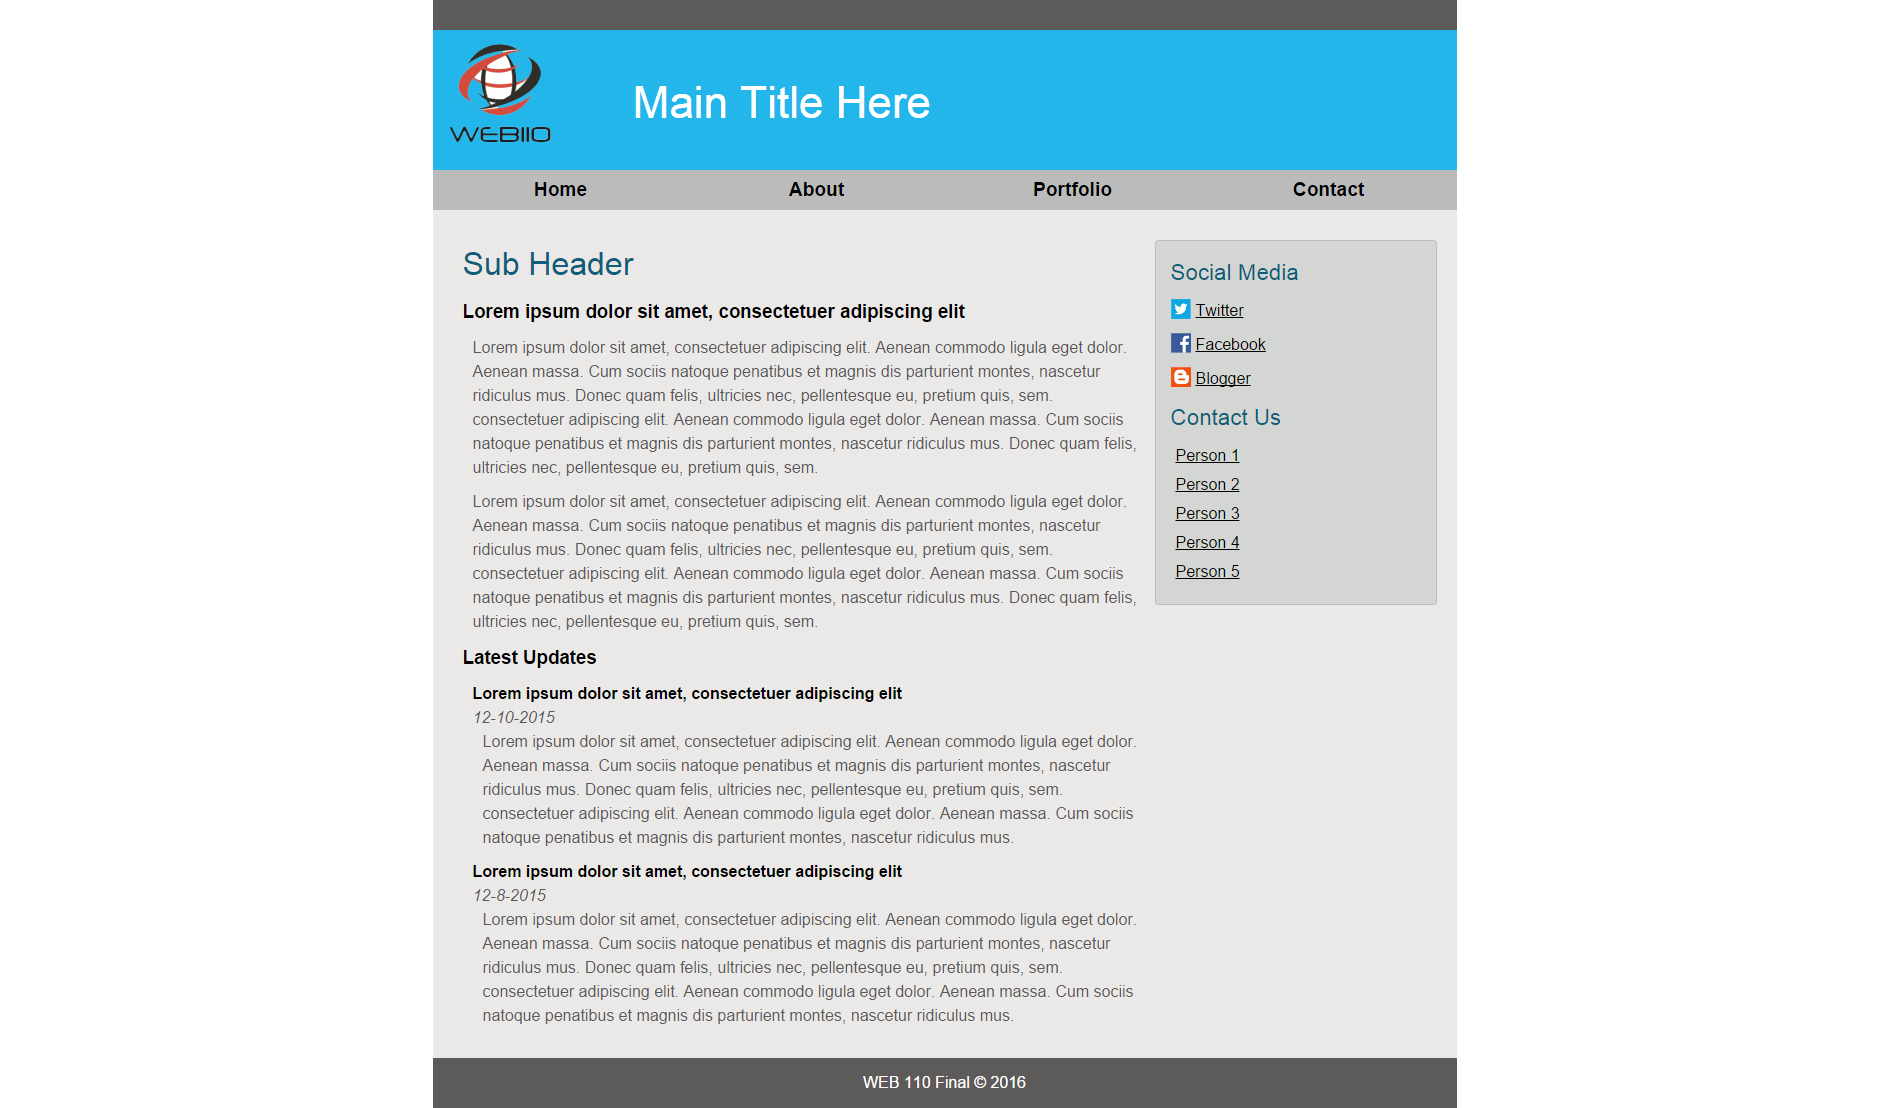 WEB110
Main Title Here
Home About Portfolio Contact
Sub Header
Lorem ipsum dolor sit amet, consectetuer adipiscing elit
Lorem ipsum dolor sit amet, consectetuer adipiscing elit. Aenean commodo ligula eget dolor.
Aenean massa. Cum sociis natoque penatibus et magnis dis parturient montes, nascetur
ridiculus mus. Donec quam felis, ultricies nec, pellentesque eu, pretium quis, sem.
consectetuer adipiscing elit. Aenean commodo ligula eget dolor. Aenean massa. Cum sociis
natoque penatibus et magnis dis parturient montes, nascetur ridiculus mus. Donec quam felis,
ultricies nec, pellentesque eu, pretium quis, sem.
Lorem ipsum dolor sit amet, consectetuer adipiscing elit. Aenean commodo ligula eget dolor.
Aenean massa. Cum sociis natoque penatibus et magnis dis parturient montes, nascetur
ridiculus mus. Donec quam felis, ultricies nec, pellentesque eu, pretium quis, sem.
consectetuer adipiscing elit. Aenean commodo ligula eget dolor. Aenean massa. Cum sociis
natoque penatibus et magnis dis parturient montes, nascetur ridiculus mus. Donec quam felis,
ultricies nec, pellentesque eu, pretium quis, sem.
Latest Updates
Lorem ipsum dolor sit amet, consectetuer adipiscing elit
12-10-2015
Lorem ipsum dolor sit amet, consectetuer adipiscing elit. Aenean commodo ligula eget dolor.
Aenean massa. Cum sociis natoque penatibus et magnis dis parturient montes, nascetur
ridiculus mus. Donec quam felis, ultricies nec, pellentesque eu, pretium quis, sem.
consectetuer adipiscing elit. Aenean commodo ligula eget dolor. Aenean massa. Cum sociis
natoque penatibus et magnis dis parturient montes, nascetur ridiculus mus.
Lorem ipsum dolor sit amet, consectetuer adipiscing elit
12-8-2015
Lorem ipsum dolor sit amet, consectetuer adipiscing elit. Aenean commodo ligula eget dolor.
Aenean massa. Cum sociis natoque penatibus et magnis dis parturient montes, nascetur
ridiculus mus. Donec quam felis, ultricies nec, pellentesque eu, pretium quis, sem.
consectetuer adipiscing elit. Aenean commodo ligula eget dolor. Aenean massa. Cum sociis
natoque penatibus et magnis dis parturient montes, nascetur ridiculus mus.
Social Media
Twitter
Facebook
Blogger
Contact Us
Person 1
Person 2
Person 3
Person 4
Person 5
WEB 110 Final © 2016